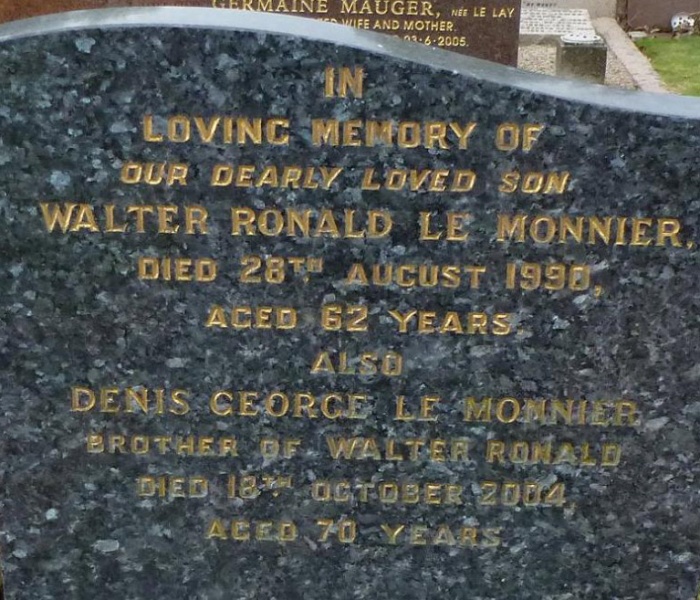 GERMAINE MAUGER, NÉE LE LAY
WIFE AND MOTHER.
23-6-2005.
IN
LOVING MEMORY OF
OUR DEARLY LOVED SON
WALTER RONALD LE MONNIER,
DIED 28TH AUGUST 1990,
AGED 62 YEARS.
ALSO
DENIS GEORGE LE MONNIER
BROTHER OF WALTER RONALD
DIED 18TH OCTOBER 2004,
AGED 70 YEARS.